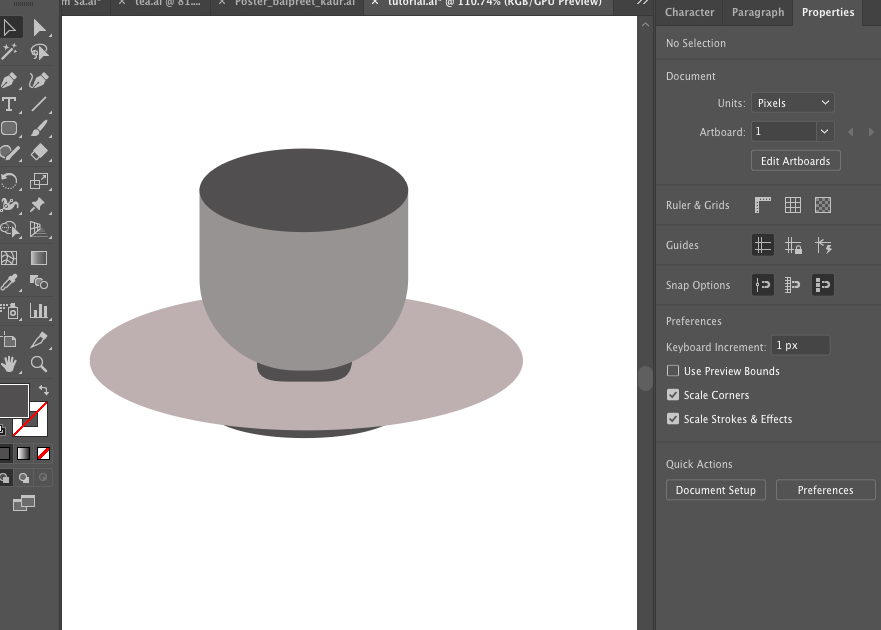 m sa.ai*
× tea.ai @ 81....
× Poster_balpreet_kaur.ai
× tutorial.ai* @ 110.74% (RGB/GPU Preview)
Character Paragraph Properties
No Selection
Document
Units: Pixels
Artboard: 1
Edit Artboards
Ruler & Grids
Guides
Snap Options
Preferences
Keyboard Increment: 1 px
Use Preview Bounds
Scale Corners
Scale Strokes & Effects
Quick Actions
Document Setup Preferences